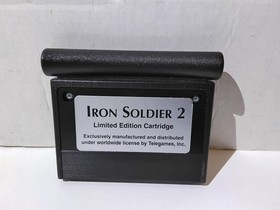 IRON SOLDIER 2
Limited Edition Cartridge
Exclusively manufactured and distributed
under worldwide license by Telegames, Inc.